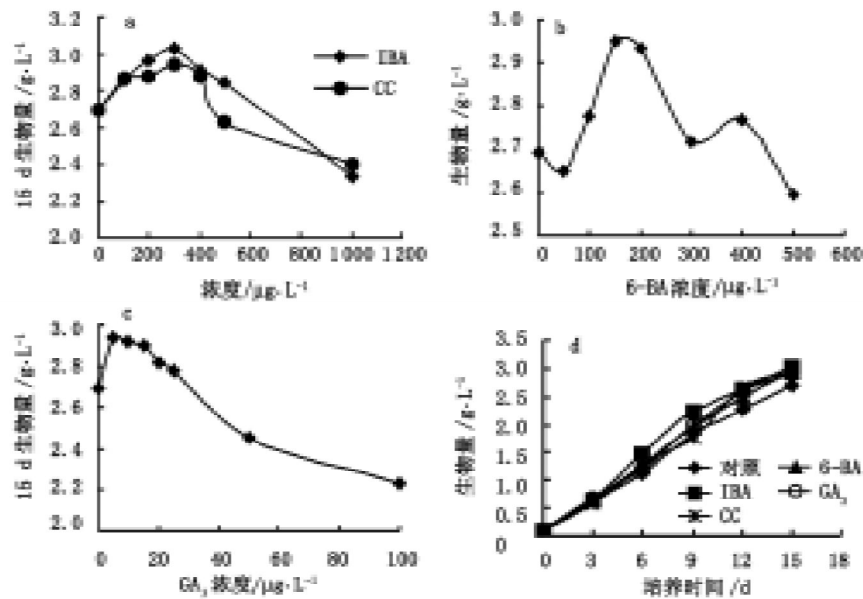 a
3.2
3.0
2.8
2.6
2.4
2.2
2.0
15 d 生物量/g·L⁻¹
IBA
CC
0 200 400 600 800 1000 1200
浓度/μg·L⁻¹
b
3.0
2.9
2.8
2.7
2.6
2.5
生物量/g·L⁻¹
0 100 200 300 400 500 600
6-BA浓度/μg·L⁻¹
c
3.0
2.8
2.6
2.4
2.2
2.0
15 d 生物量/g·L⁻¹
0 20 40 60 80 100
GA₃浓度/μg·L⁻¹
d
3.5
3.0
2.5
2.0
1.5
1.0
0.5
0
生物量/g·L⁻¹
对照 6-BA
IBA GA₃
CC
0 3 6 9 12 15 18
培养时间/d